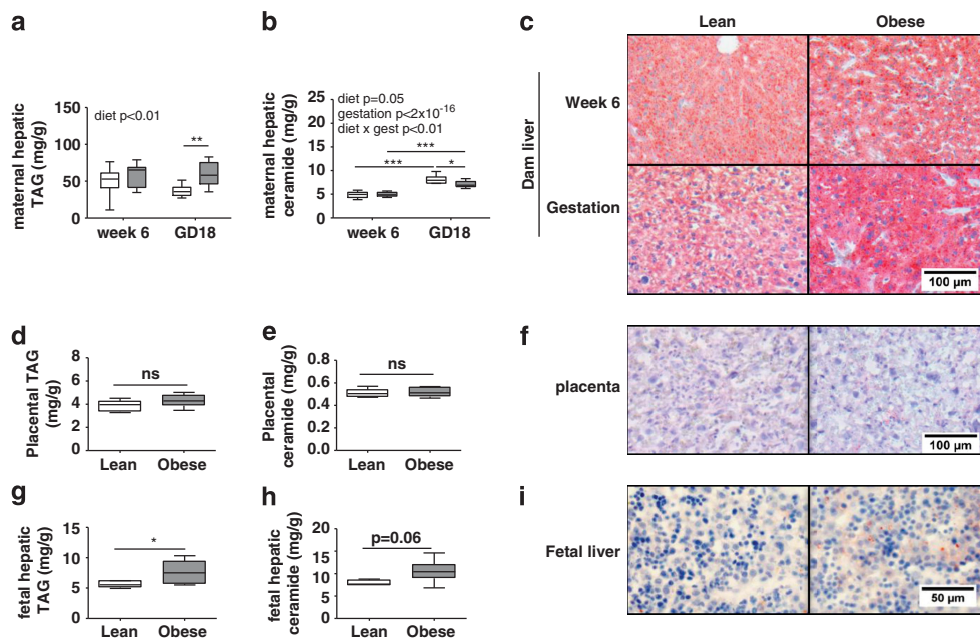 a
maternal hepatic
TAG (mg/g)
150
100
50
0
diet p<0.01
**
week 6
GD18
b
maternal hepatic
ceramide (mg/g)
25
20
15
10
5
0
diet p=0.05
gestation p<2x10⁻¹⁶
diet x gest p<0.01
***
***
*
week 6
GD18
c
Lean
Obese
Dam liver
Week 6
Gestation
100 µm
d
Placental TAG
(mg/g)
8
6
4
2
0
ns
Lean
Obese
e
Placental
ceramide (mg/g)
0.8
0.6
0.4
0.2
0.0
ns
Lean
Obese
f
placenta
100 µm
g
fetal hepatic
TAG (mg/g)
15
10
5
0
*
Lean
Obese
h
fetal hepatic
ceramide (mg/g)
20
15
10
5
0
p=0.06
Lean
Obese
i
Fetal liver
50 µm